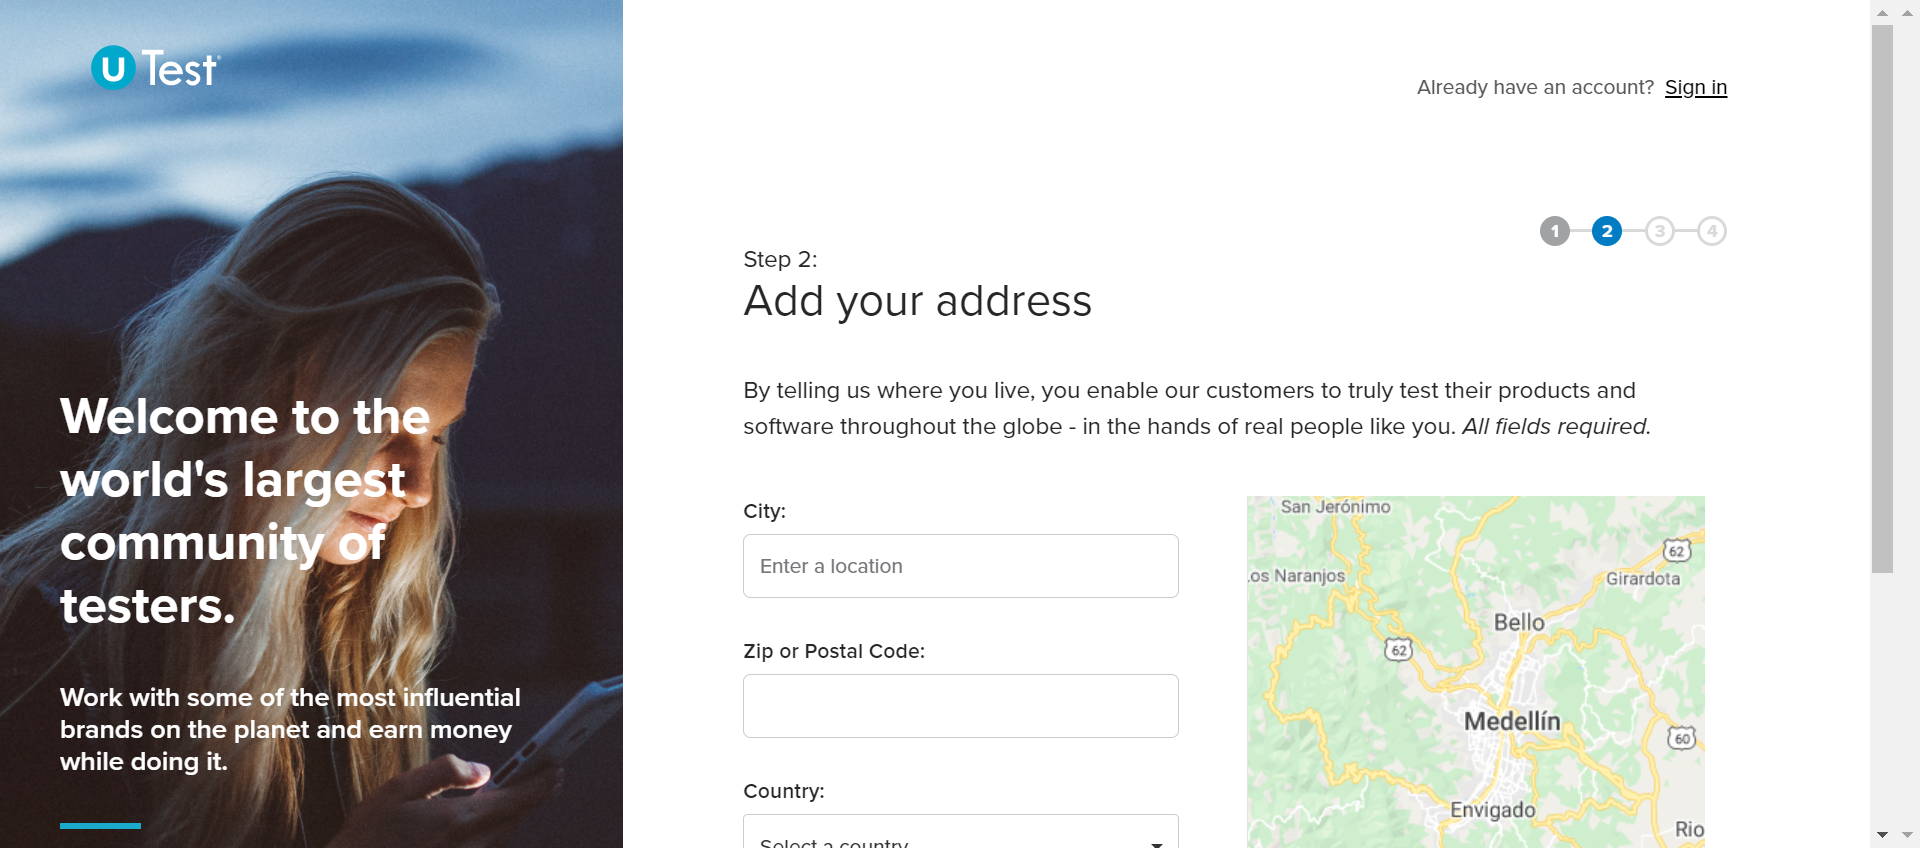 u Test
Already have an account? Sign in
1 2 3 4
Step 2:
Add your address
By telling us where you live, you enable our customers to truly test their products and
software throughout the globe - in the hands of real people like you. All fields required.
City:
Enter a location
Zip or Postal Code:
Country:
Select a country
Welcome to the
world's largest
community of
testers.
Work with some of the most influential
brands on the planet and earn money
while doing it.
San Jerónimo
62
Los Naranjos
Girardota
Bello
62
Medellín
60
Envigado
Rio